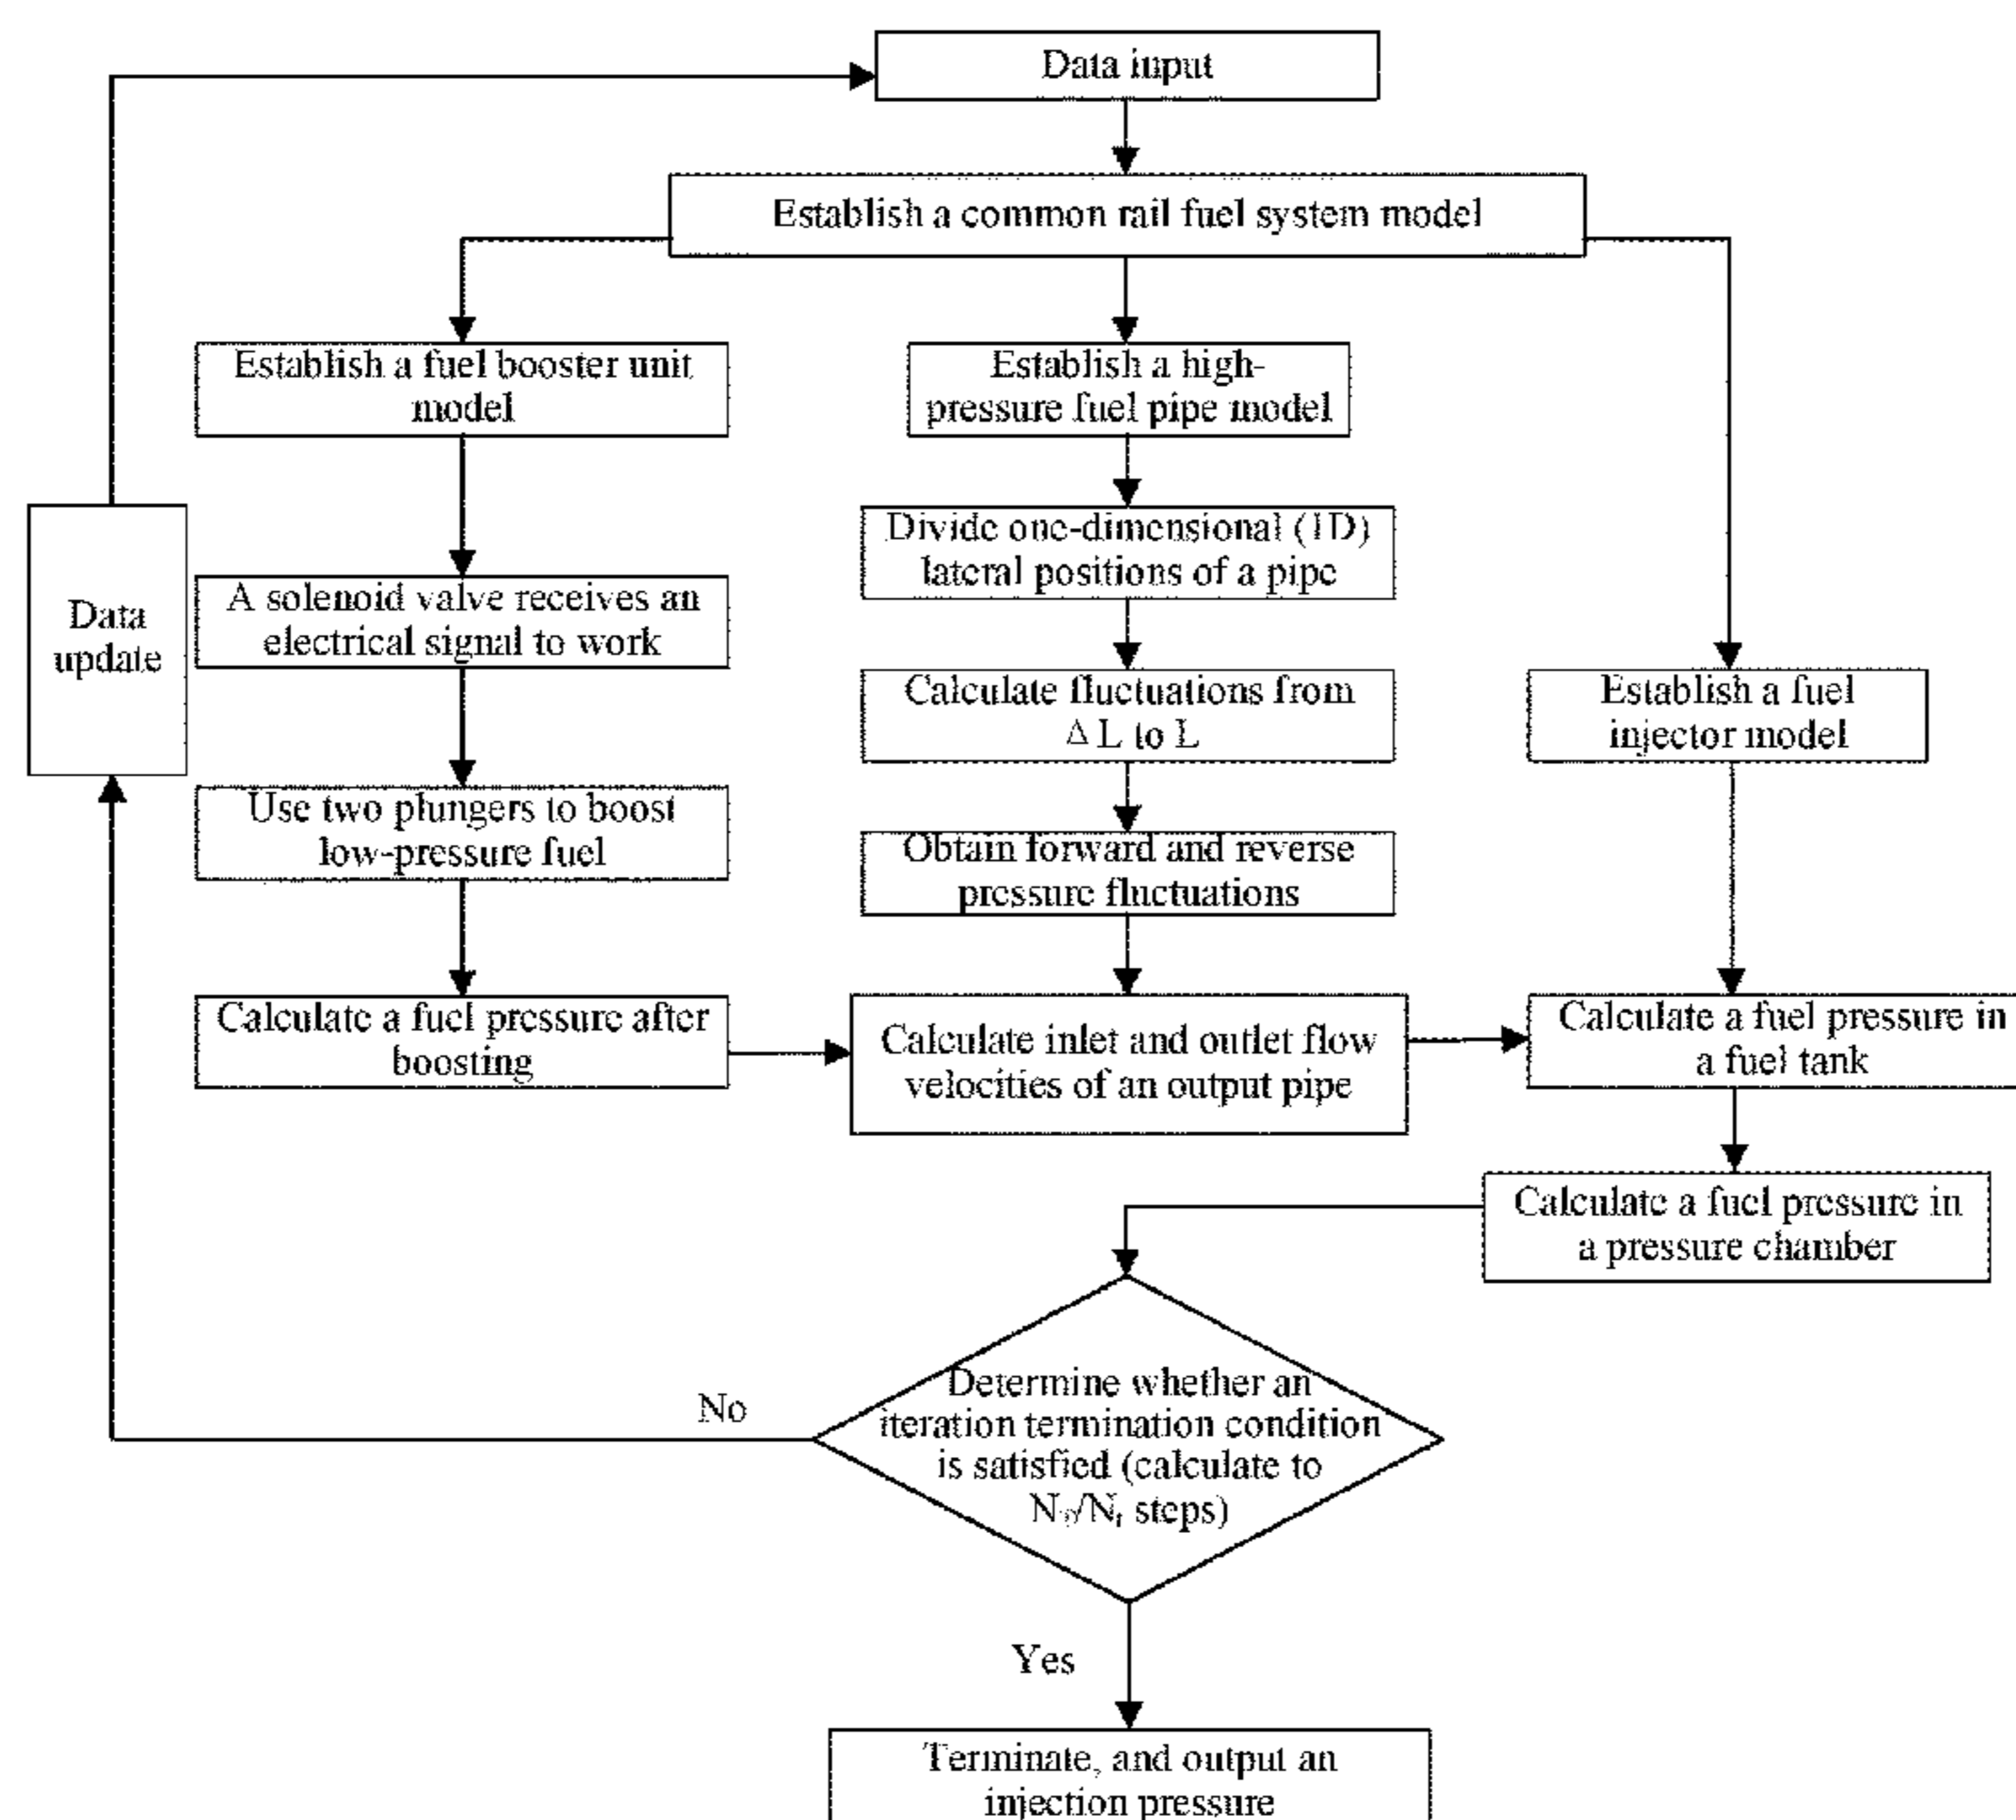 Data input
Establish a common rail fuel system model
Establish a fuel booster unit
model
Establish a high-
pressure fuel pipe model
Divide one-dimensional (1D)
lateral positions of a pipe
Data
update
A solenoid valve receives an
electrical signal to work
Calculate fluctuations from
Δ L to L
Establish a fuel
injector model
Use two plungers to boost
low-pressure fuel
Obtain forward and reverse
pressure fluctuations
Calculate a fuel pressure after
boosting
Calculate inlet and outlet flow
velocities of an output pipe
Calculate a fuel pressure in
a fuel tank
Calculate a fuel pressure in
a pressure chamber
Determine whether an
iteration termination condition
is satisfied (calculate to
steps)
No
Yes
Terminate, and output an
injection pressure